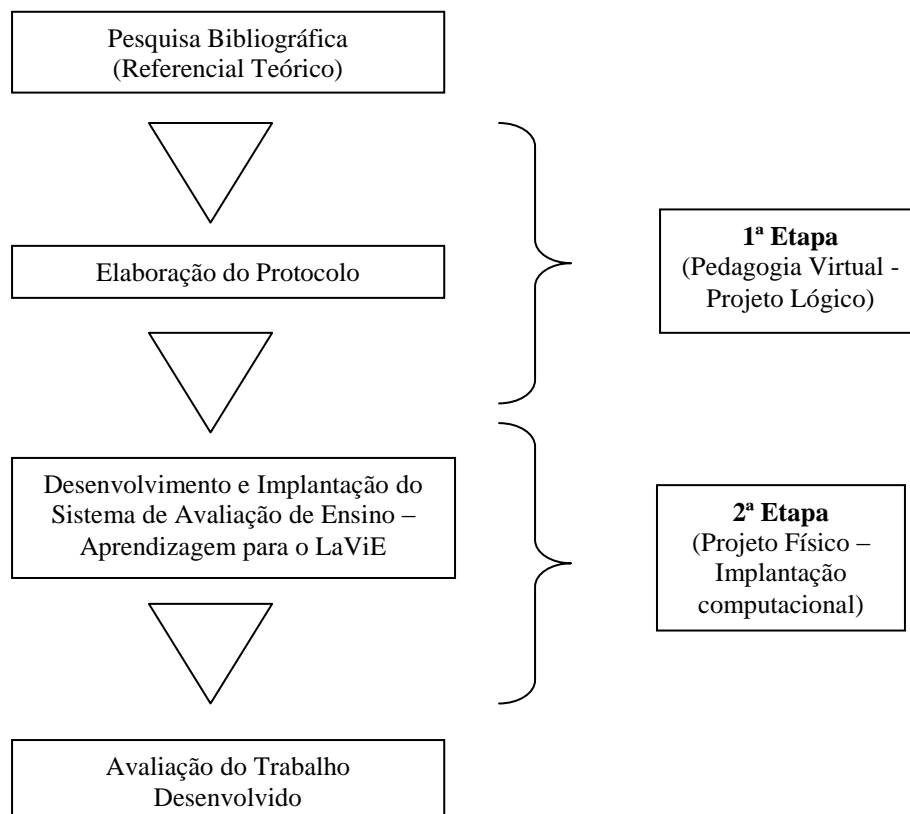 Pesquisa Bibliográfica
(Referencial Teórico)
Elaboração do Protocolo
1ª Etapa
(Pedagogia Virtual -
Projeto Lógico)
Desenvolvimento e Implantação do
Sistema de Avaliação de Ensino –
Aprendizagem para o LaViE
2ª Etapa
(Projeto Físico –
Implantação
computacional)
Avaliação do Trabalho
Desenvolvido